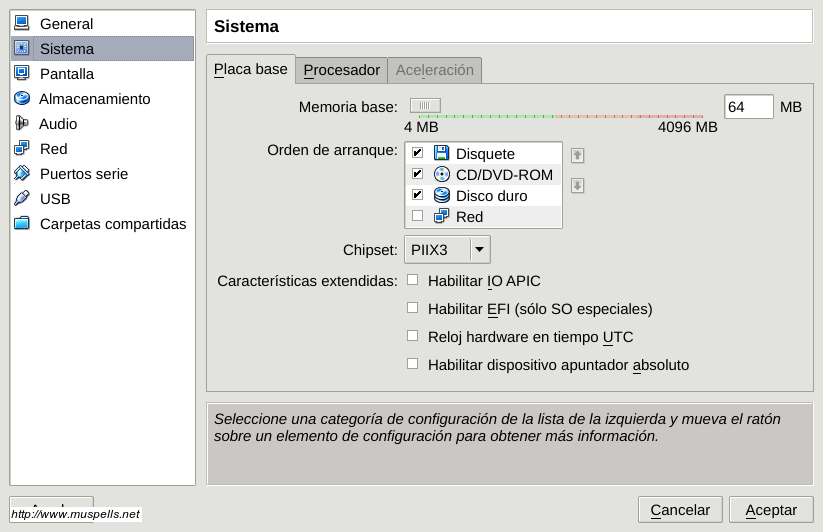 General
Sistema
Pantalla
Almacenamiento
Audio
Red
Puertos serie
USB
Carpetas compartidas
Sistema
Placa base Procesador Aceleración
Memoria base: 64 MB
4 MB 4096 MB
Orden de arranque:
Disquete
CD/DVD-ROM
Disco duro
Red
Chipset: PIIX3
Características extendidas: Habilitar IO APIC
Habilitar EFI (sólo SO especiales)
Reloj hardware en tiempo UTC
Habilitar dispositivo apuntador absoluto
Seleccione una categoría de configuración de la lista de la izquierda y mueva el ratón
sobre un elemento de configuración para obtener más información.
http://www.muspells.net
Cancelar Aceptar